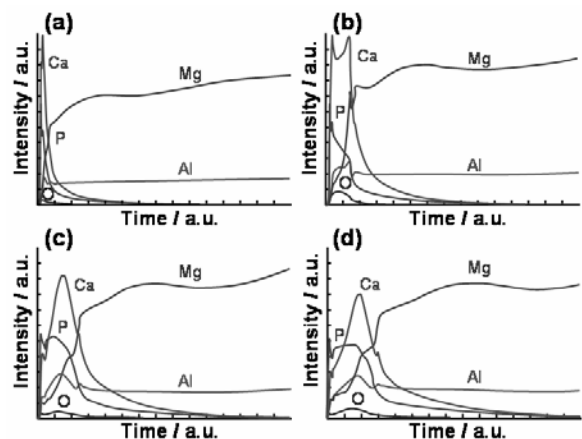 (a)
Ca
Mg
P
Al
O
Intensity / a.u.
Time / a.u.
(b)
Ca
Mg
P
Al
O
Intensity / a.u.
Time / a.u.
(c)
Ca
Mg
P
Al
O
Intensity / a.u.
Time / a.u.
(d)
Ca
Mg
P
Al
O
Intensity / a.u.
Time / a.u.